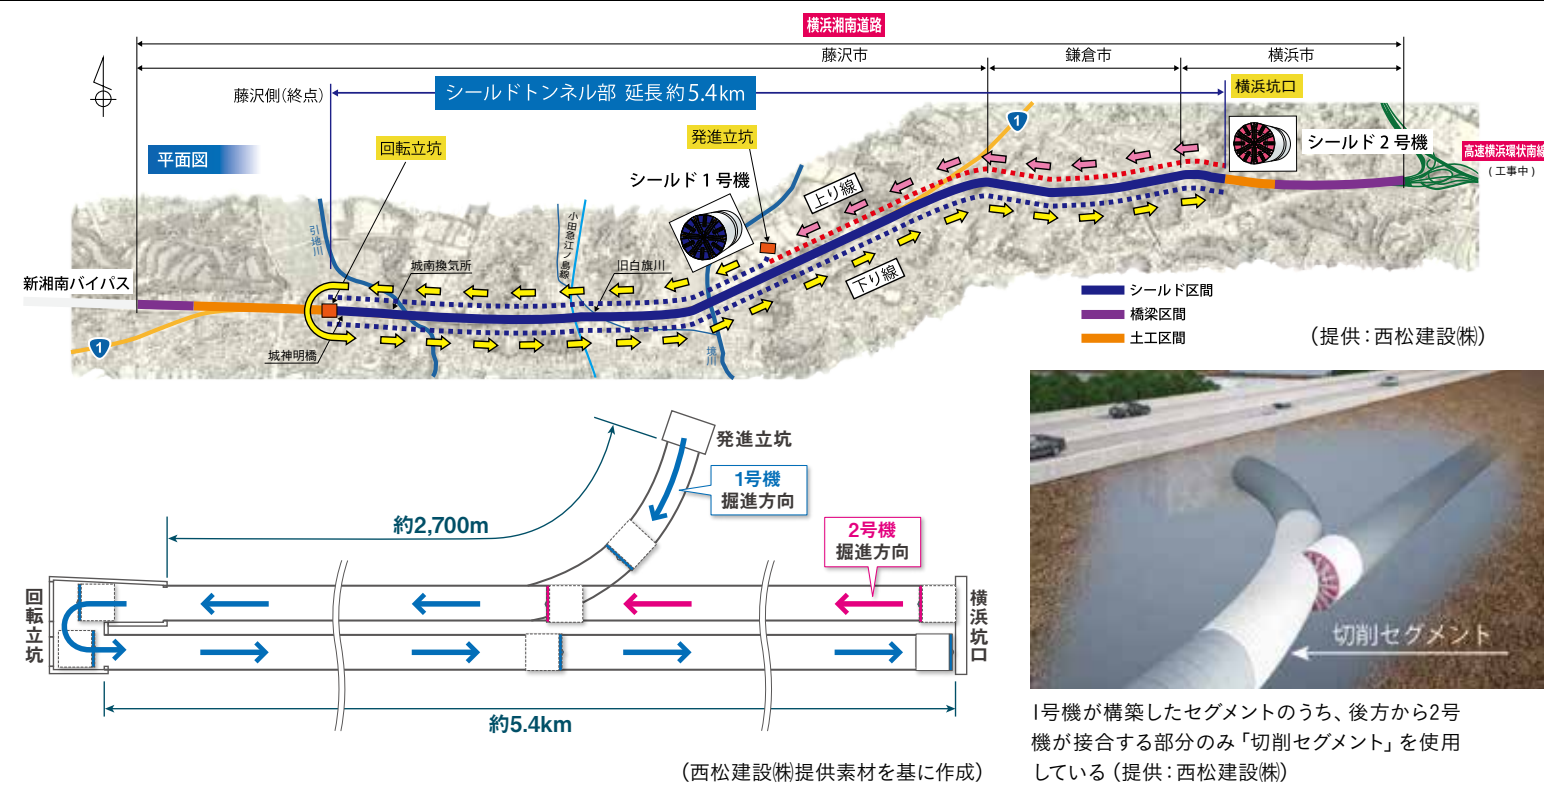 横浜湘南道路
藤沢市
鎌倉市
横浜市
藤沢側(終点)
シールドトンネル部 延長 約5.4km
横浜坑口
平面図
回転立坑
発進立坑
1
シールド2号機
高速横浜環状南線
(工事中)
シールド1号機
上り線
小田急江ノ島線
引地川
城南換気所
旧白旗川
下り線
新湘南バイパス
シールド区間
橋梁区間
土工区間
(提供:西松建設㈱)
1
城神明橋
境川
発進立坑
1号機
掘進方向
約2,700m
2号機
掘進方向
回転立坑
横浜坑口
約5.4km
(西松建設㈱提供素材を基に作成)
切削セグメント
1号機が構築したセグメントのうち、後方から2号
機が接合する部分のみ「切削セグメント」を使用
している(提供:西松建設㈱)